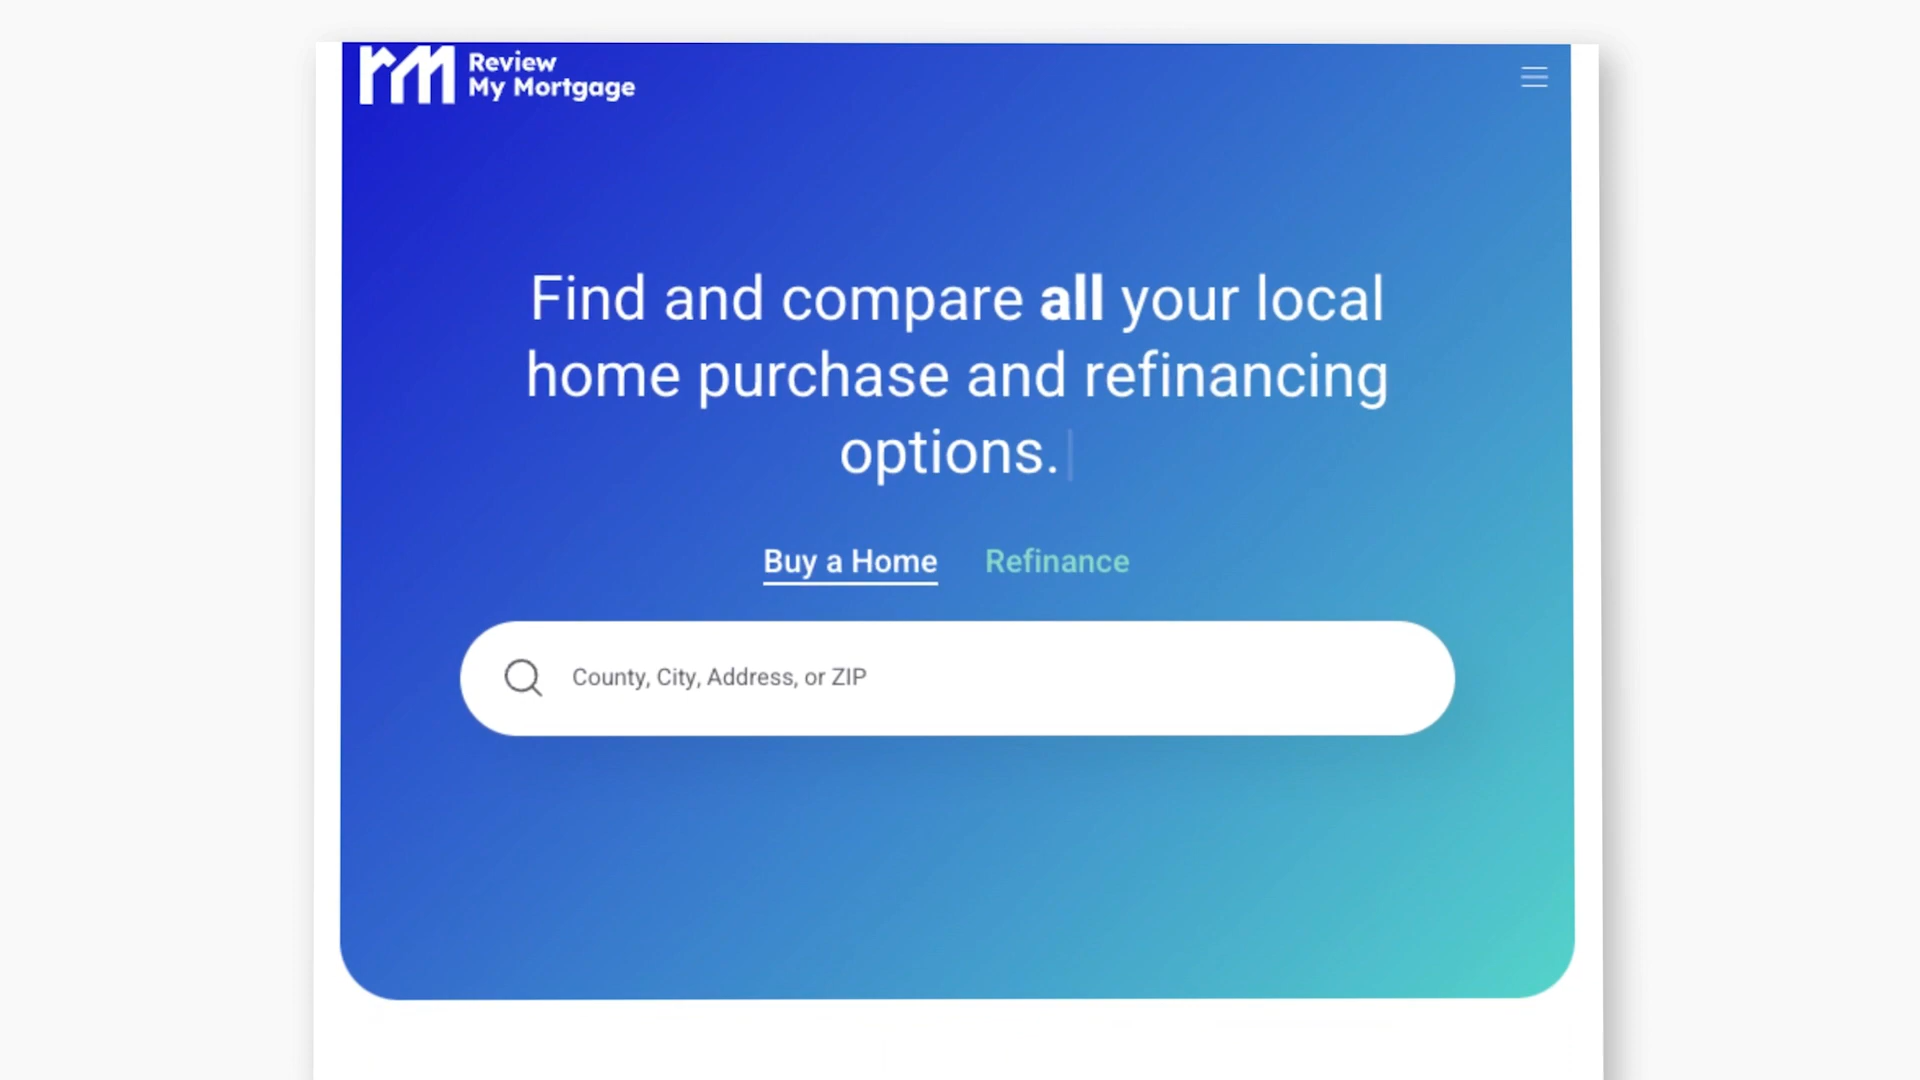 rm
Review
My Mortgage
Find and compare all your local
home purchase and refinancing
options.
Buy a Home
Refinance
County, City, Address, or ZIP